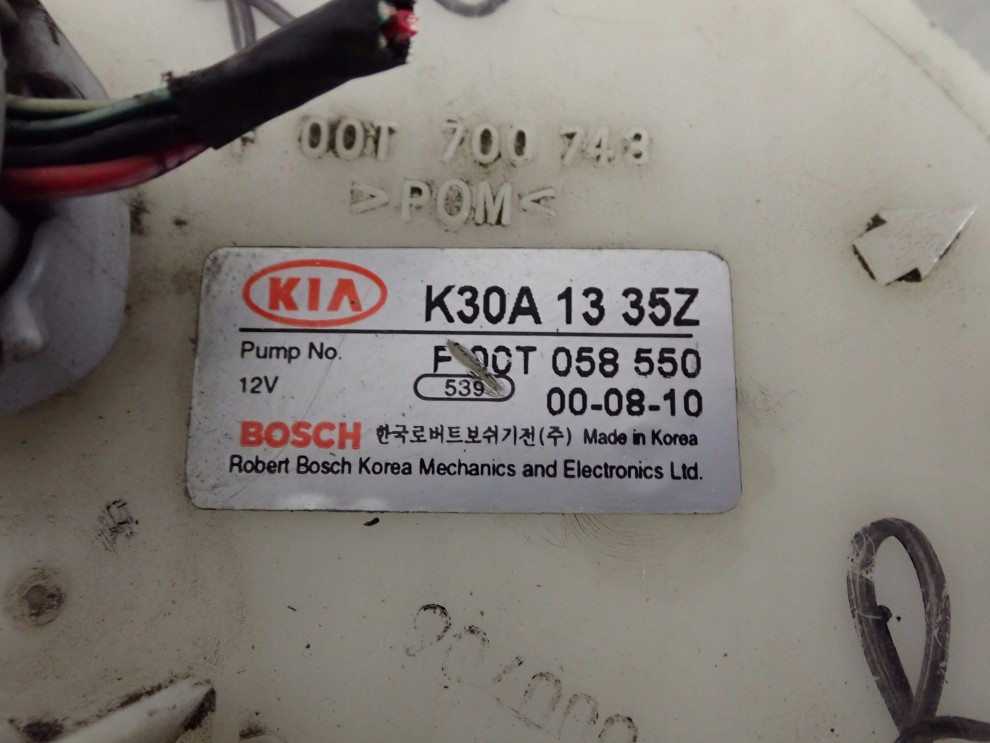 F 00T 700 743
>POM<
KIA K30A 13 35Z
Pump No. F 00T 058 550
12V 539 00-08-10
BOSCH 한국로버트보쉬기전(주) Made in Korea
Robert Bosch Korea Mechanics and Electronics Ltd.